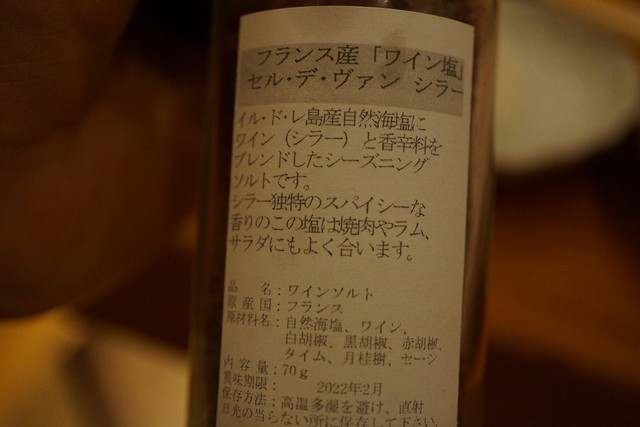 フランス産「ワイン塩」
セル・デ・ヴァン シラー
イル・ド・レ島産自然海塩に
ワイン（シラー）と香辛料を
ブレンドしたシーズニング
ソルトです。
シラー独特のスパイシーな
香りのこの塩は焼肉やラム、
サラダにもよく合います。
品　　名：ワインソルト
原 産 国：フランス
原材料名：自然海塩、ワイン、
白胡椒、黒胡椒、赤胡椒、
タイム、月桂樹、セージ
内 容 量：70g
賞味期限：　　2022年2月
保存方法：高温多湿を避け、直射
日光の当らない所に保存して下さい。